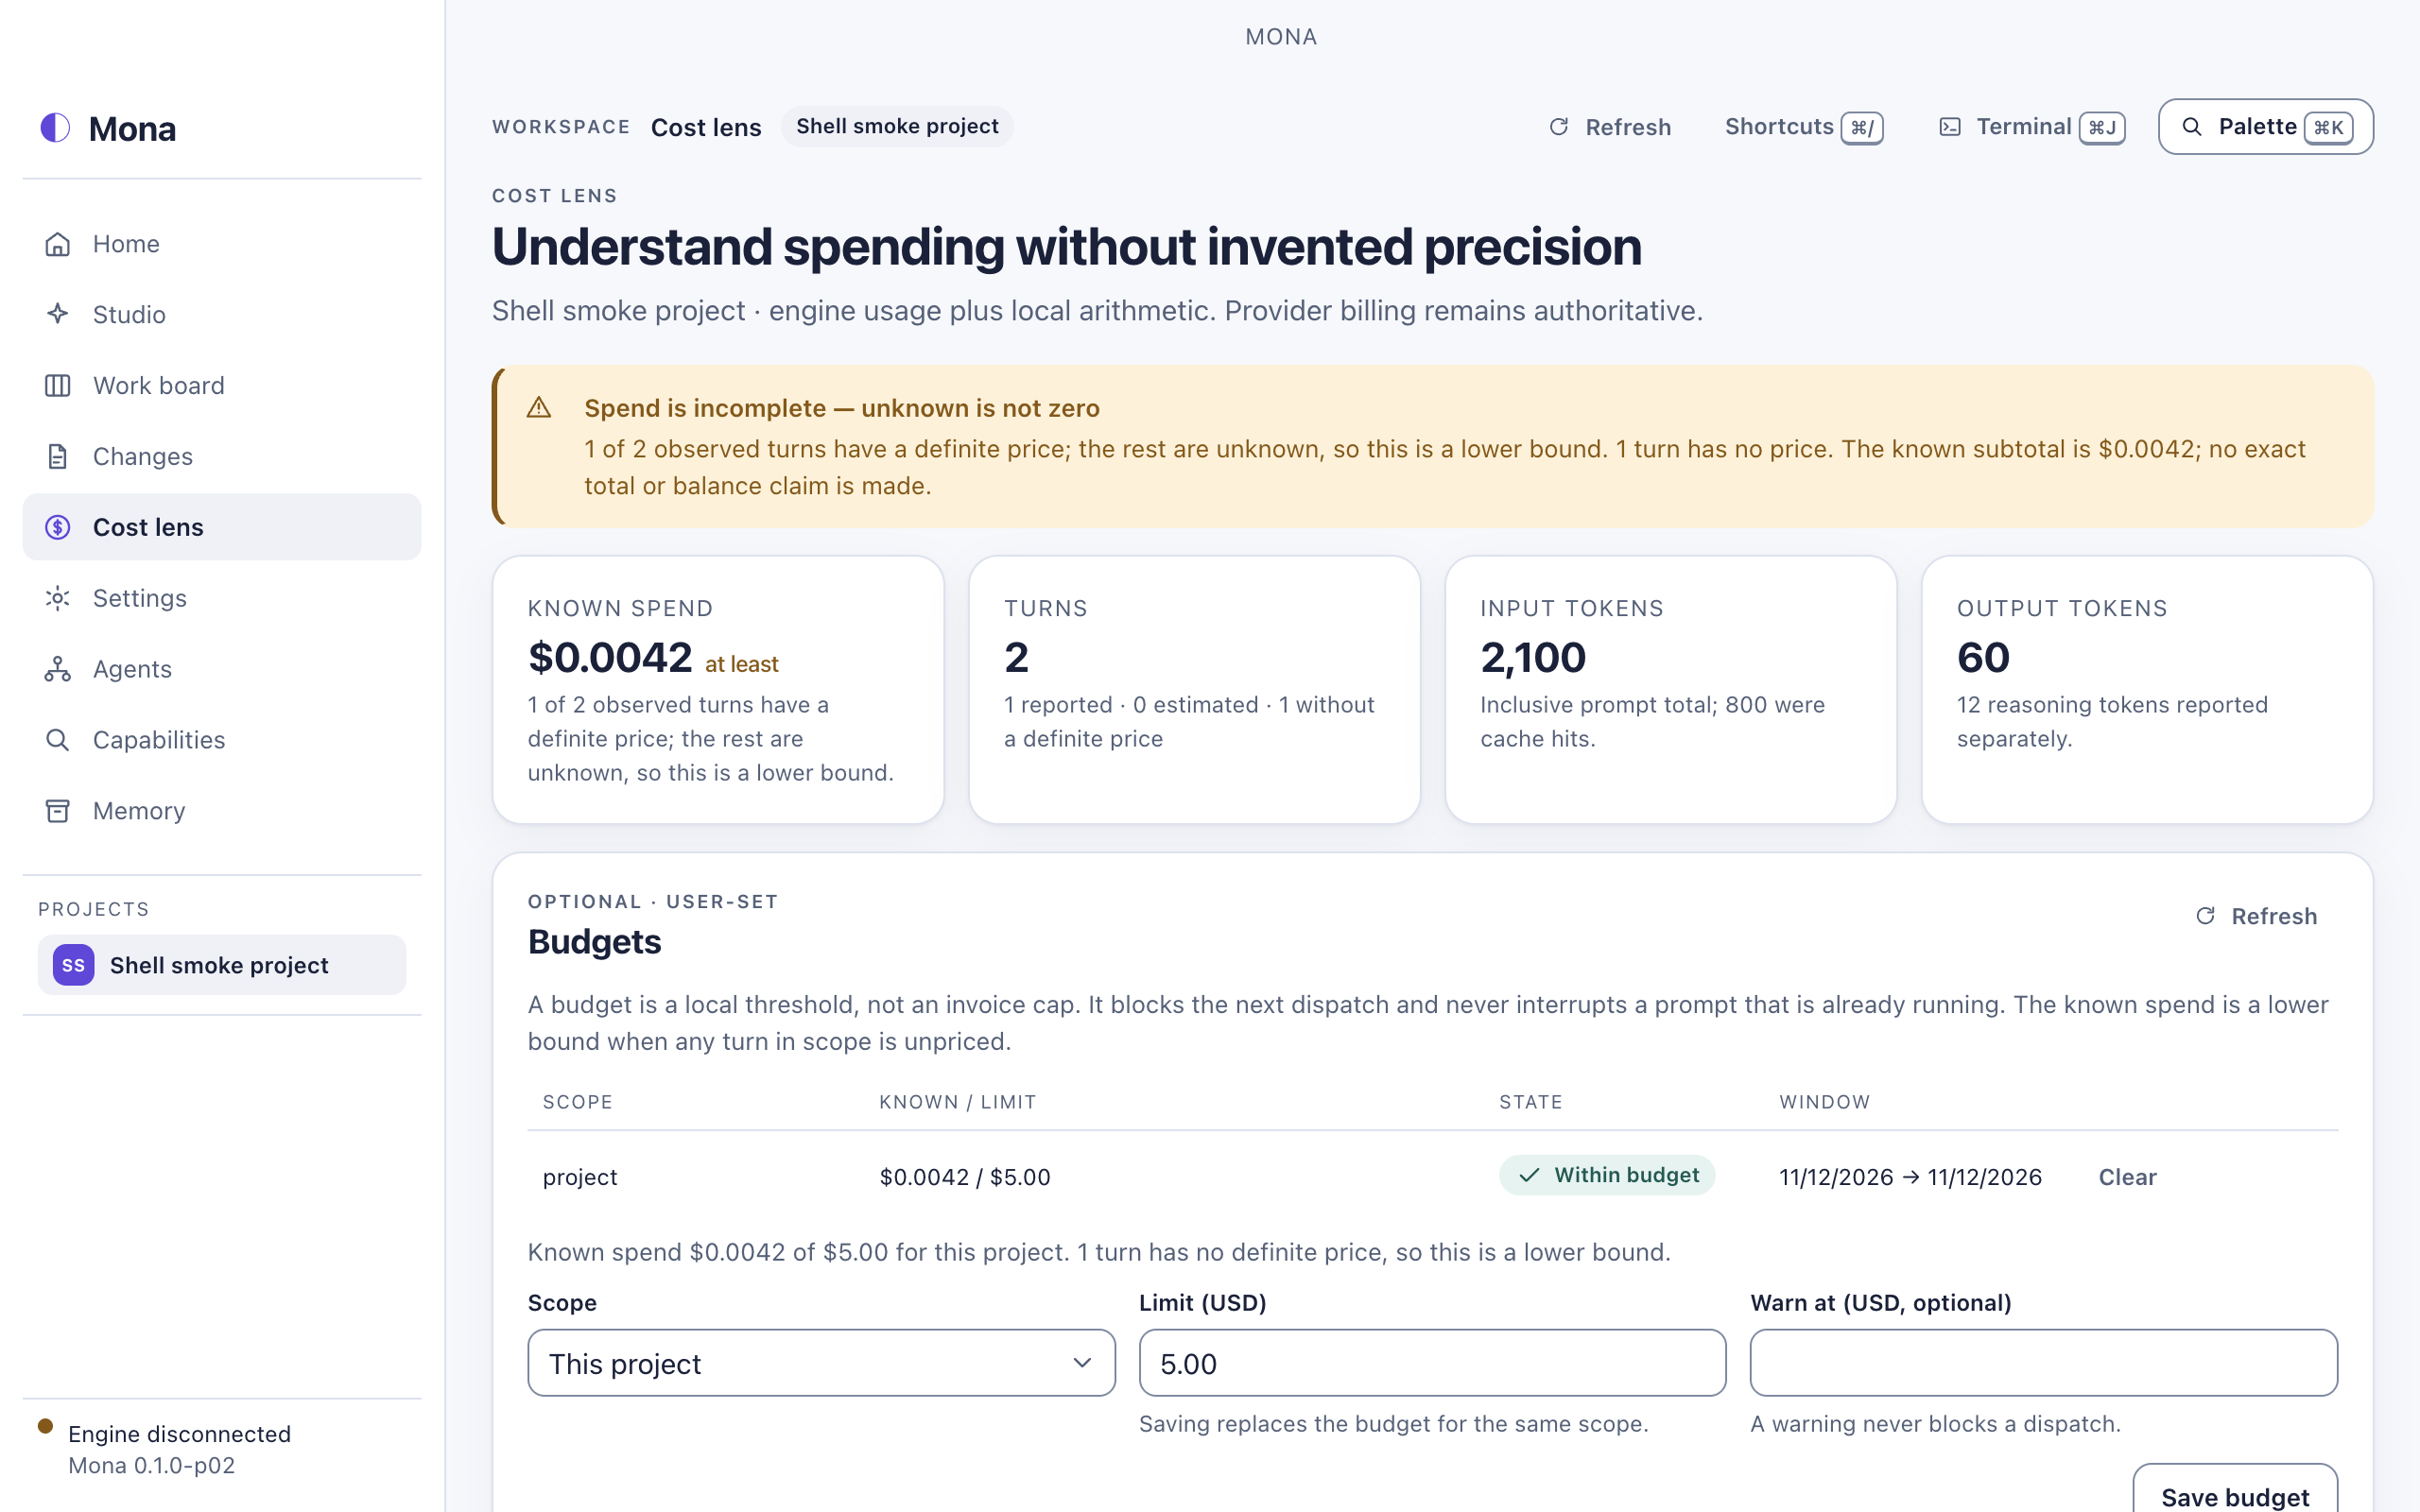 MONA
Mona
Home
Studio
Work board
Changes
Cost lens
Settings
Agents
Capabilities
Memory
PROJECTS
SS Shell smoke project
Engine disconnected
Mona 0.1.0-p02
WORKSPACE Cost lens Shell smoke project
Refresh Shortcuts ⌘/ Terminal ⌘J Palette ⌘K
COST LENS
Understand spending without invented precision
Shell smoke project · engine usage plus local arithmetic. Provider billing remains authoritative.
Spend is incomplete — unknown is not zero
1 of 2 observed turns have a definite price; the rest are unknown, so this is a lower bound. 1 turn has no price. The known subtotal is $0.0042; no exact
total or balance claim is made.
KNOWN SPEND
$0.0042 at least
1 of 2 observed turns have a
definite price; the rest are
unknown, so this is a lower bound.
TURNS
2
1 reported · 0 estimated · 1 without
a definite price
INPUT TOKENS
2,100
Inclusive prompt total; 800 were
cache hits.
OUTPUT TOKENS
60
12 reasoning tokens reported
separately.
OPTIONAL · USER-SET
Budgets
Refresh
A budget is a local threshold, not an invoice cap. It blocks the next dispatch and never interrupts a prompt that is already running. The known spend is a lower
bound when any turn in scope is unpriced.
SCOPE KNOWN / LIMIT STATE WINDOW
project $0.0042 / $5.00 Within budget 11/12/2026 → 11/12/2026 Clear
Known spend $0.0042 of $5.00 for this project. 1 turn has no definite price, so this is a lower bound.
Scope Limit (USD) Warn at (USD, optional)
This project 5.00
Saving replaces the budget for the same scope. A warning never blocks a dispatch.
Save budget